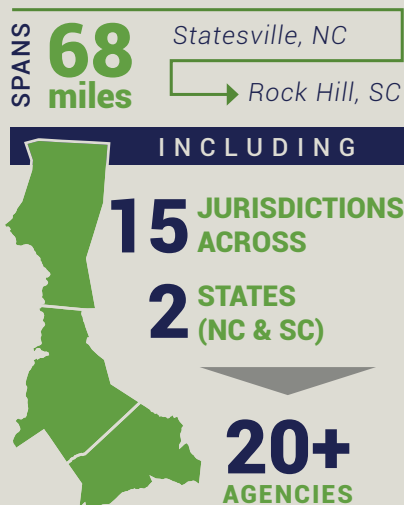 SPANS
68
miles
Statesville, NC
Rock Hill, SC
INCLUDING
15 JURISDICTIONS
ACROSS
2 STATES
(NC & SC)
20+
AGENCIES